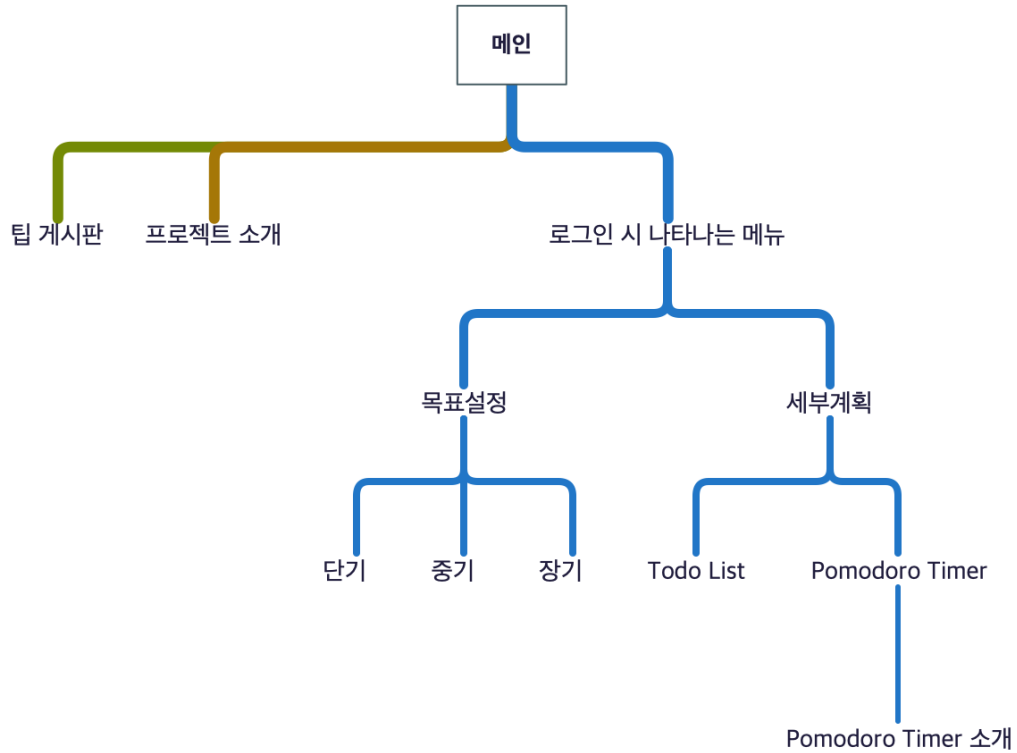 메인
팁 게시판
프로젝트 소개
로그인 시 나타나는 메뉴
목표설정
세부계획
단기
중기
장기
Todo List
Pomodoro Timer
Pomodoro Timer 소개